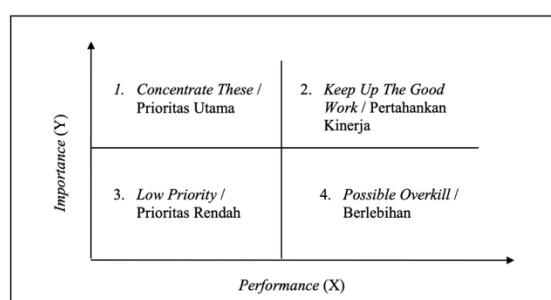 1. Concentrate These /
Prioritas Utama
2. Keep Up The Good
Work / Pertahankan
Kinerja
Importance (Y)
3. Low Priority /
Prioritas Rendah
4. Possible Overkill /
Berlebihan
Performance (X)